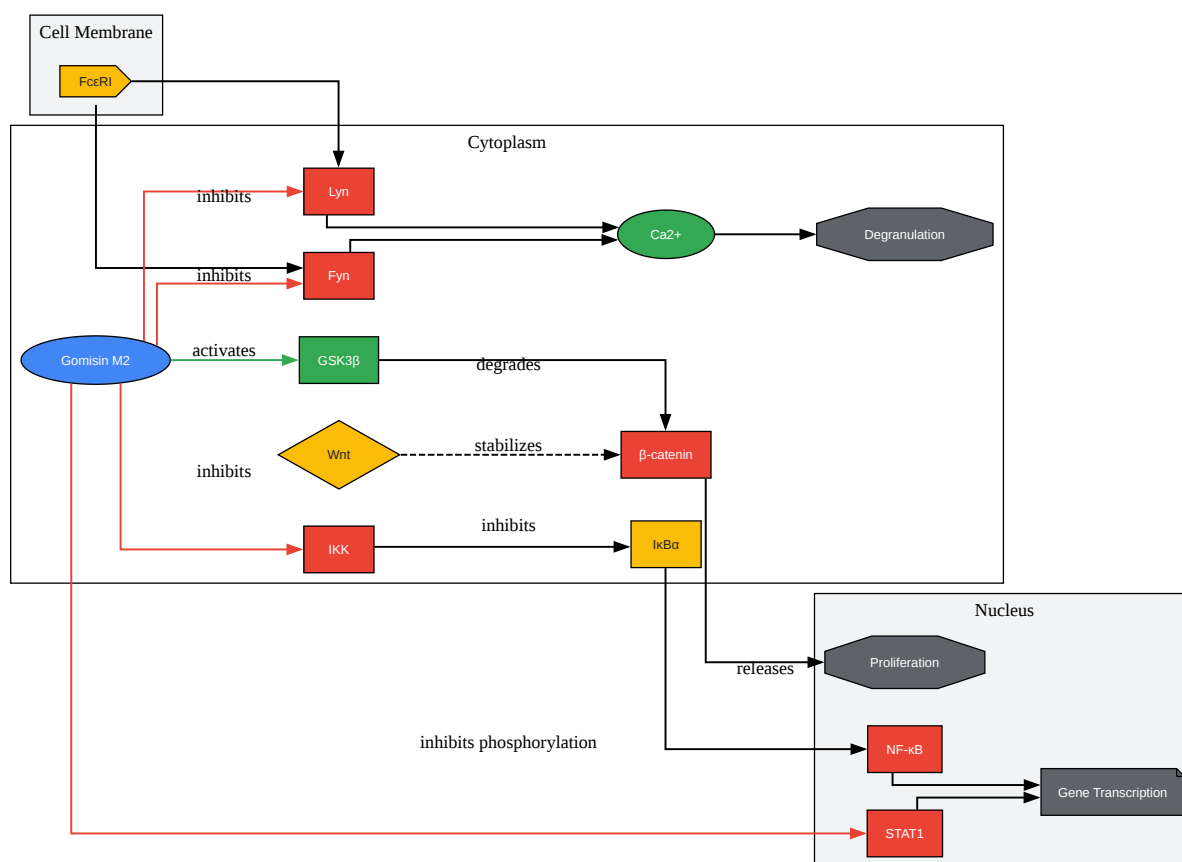 Cell Membrane
FcεRI
Cytoplasm
Lyn
inhibits
Ca2+
Degranulation
Fyn
inhibits
Gomisin M2
activates
GSK3β
degrades
Wnt
stabilizes
β-catenin
inhibits
IKK
inhibits
IκBα
Nucleus
Proliferation
releases
inhibits phosphorylation
NF-κB
Gene Transcription
STAT1